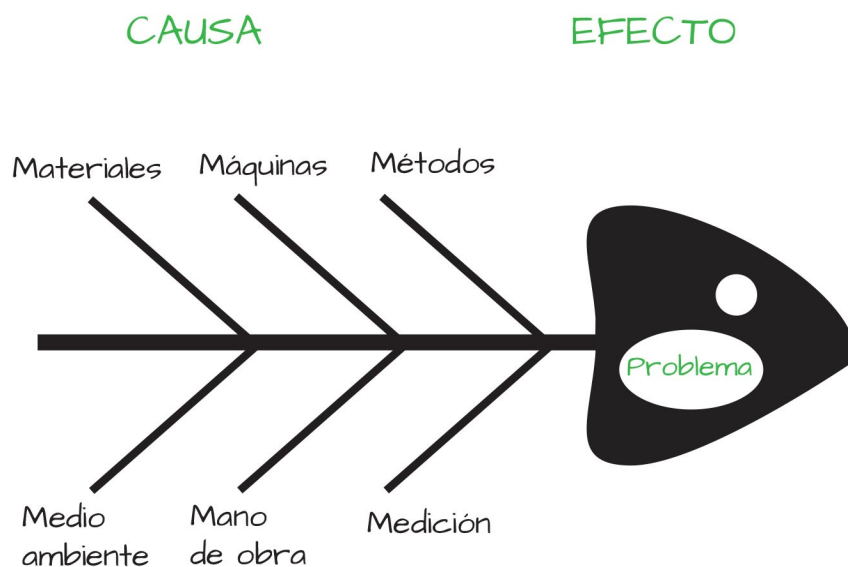 CAUSA
EFECTO
Materiales
Máquinas
Métodos
Problema
Medio
ambiente
Mano
de obra
Medición